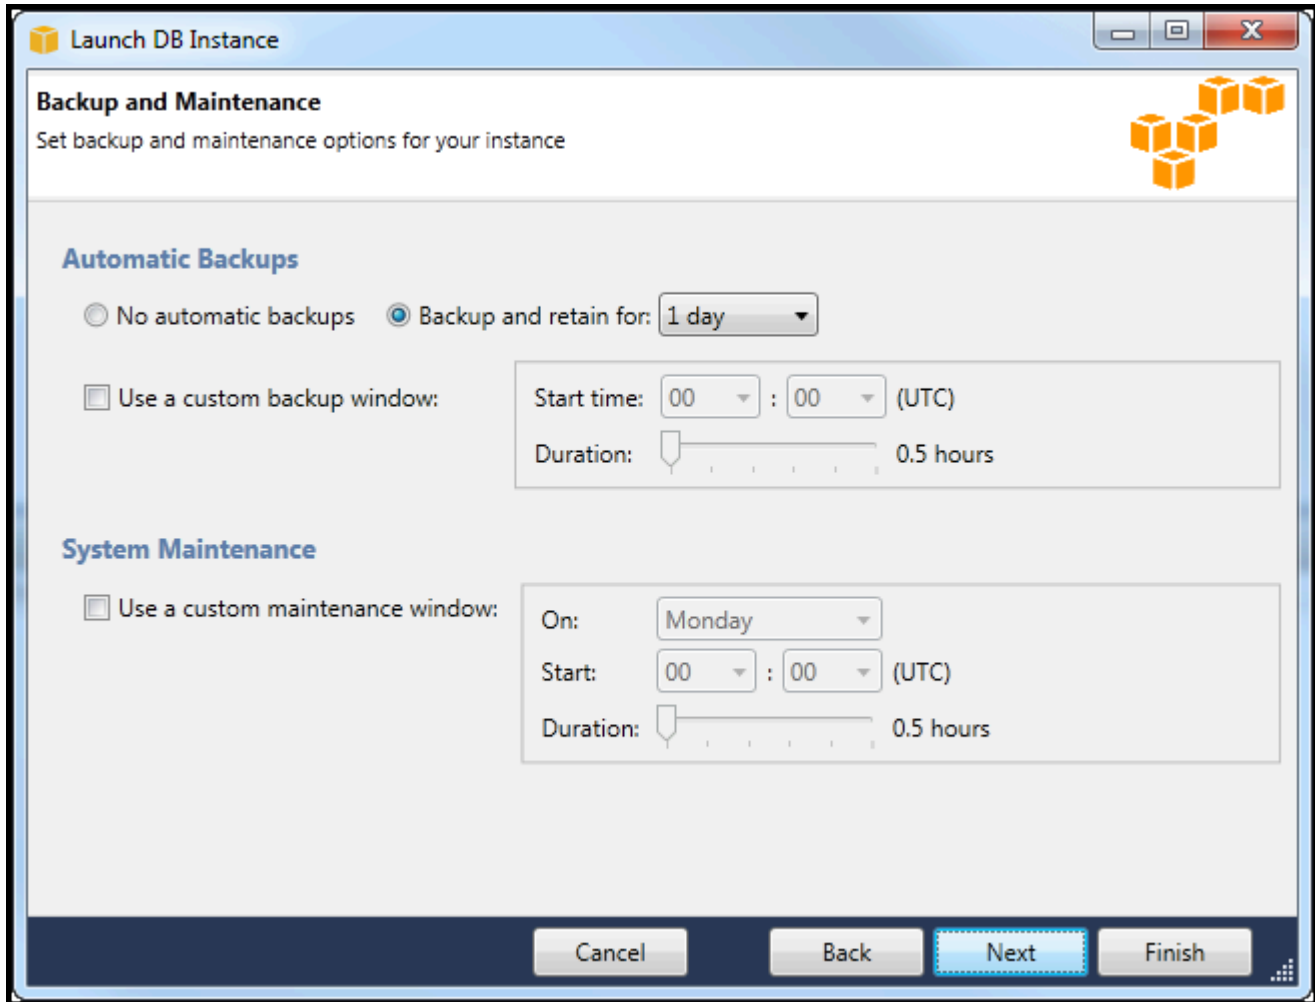 Launch DB Instance
Backup and Maintenance
Set backup and maintenance options for your instance
Automatic Backups
No automatic backups Backup and retain for: 1 day
Use a custom backup window: Start time: 00 : 00 (UTC)
Duration: 0.5 hours
System Maintenance
Use a custom maintenance window: On: Monday
Start: 00 : 00 (UTC)
Duration: 0.5 hours
Cancel Back Next Finish